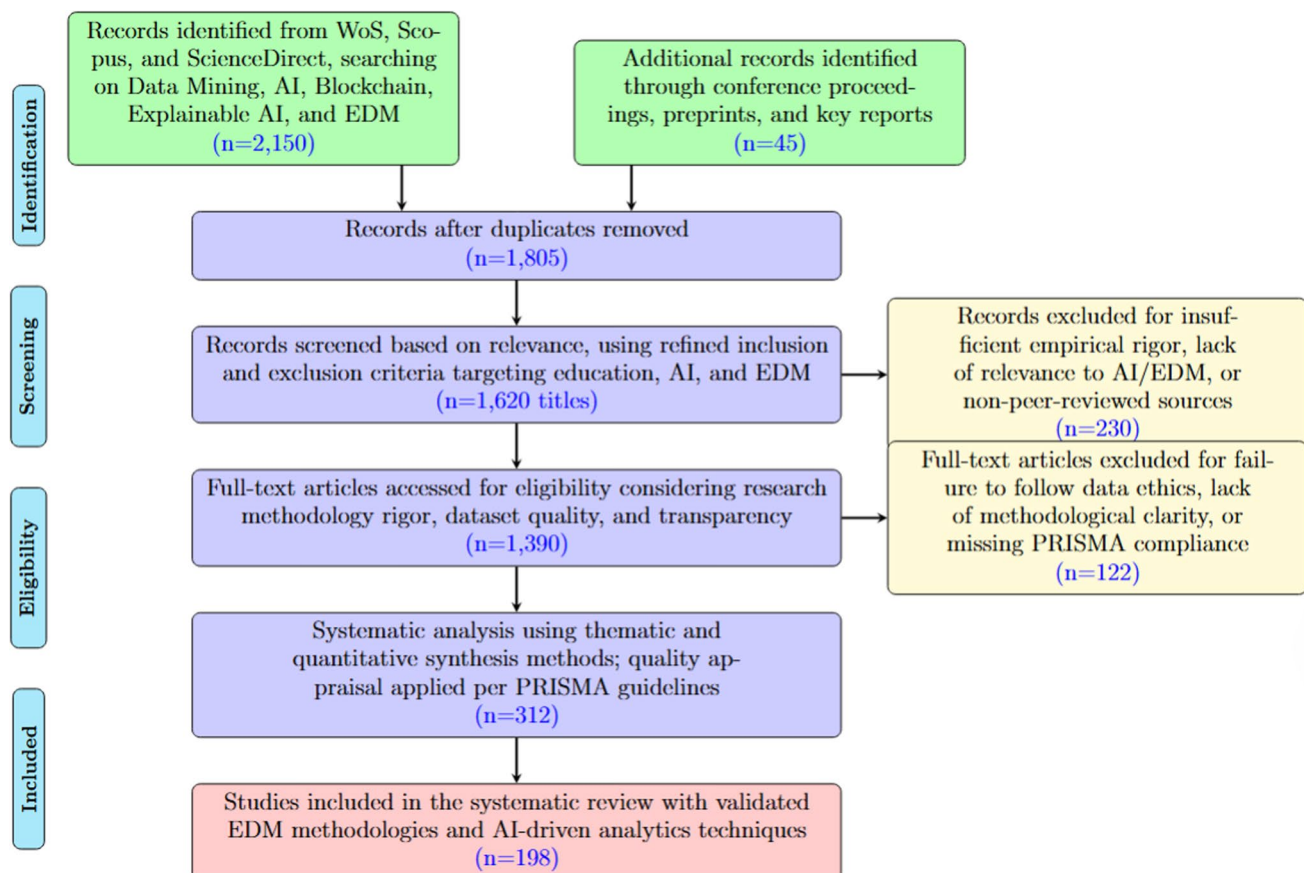 Records identified from WoS, Sco-
pus, and ScienceDirect, searching
on Data Mining, AI, Blockchain,
Explainable AI, and EDM
(n=2,150)
Additional records identified
through conference proceed-
ings, preprints, and key reports
(n=45)
Identification
Records after duplicates removed
(n=1,805)
Screening
Records screened based on relevance, using refined inclusion
and exclusion criteria targeting education, AI, and EDM
(n=1,620 titles)
Records excluded for insuf-
ficient empirical rigor, lack
of relevance to AI/EDM, or
non-peer-reviewed sources
(n=230)
Eligibility
Full-text articles accessed for eligibility considering research
methodology rigor, dataset quality, and transparency
(n=1,390)
Full-text articles excluded for fail-
ure to follow data ethics, lack
of methodological clarity, or
missing PRISMA compliance
(n=122)
Systematic analysis using thematic and
quantitative synthesis methods; quality ap-
praisal applied per PRISMA guidelines
(n=312)
Included
Studies included in the systematic review with validated
EDM methodologies and AI-driven analytics techniques
(n=198)